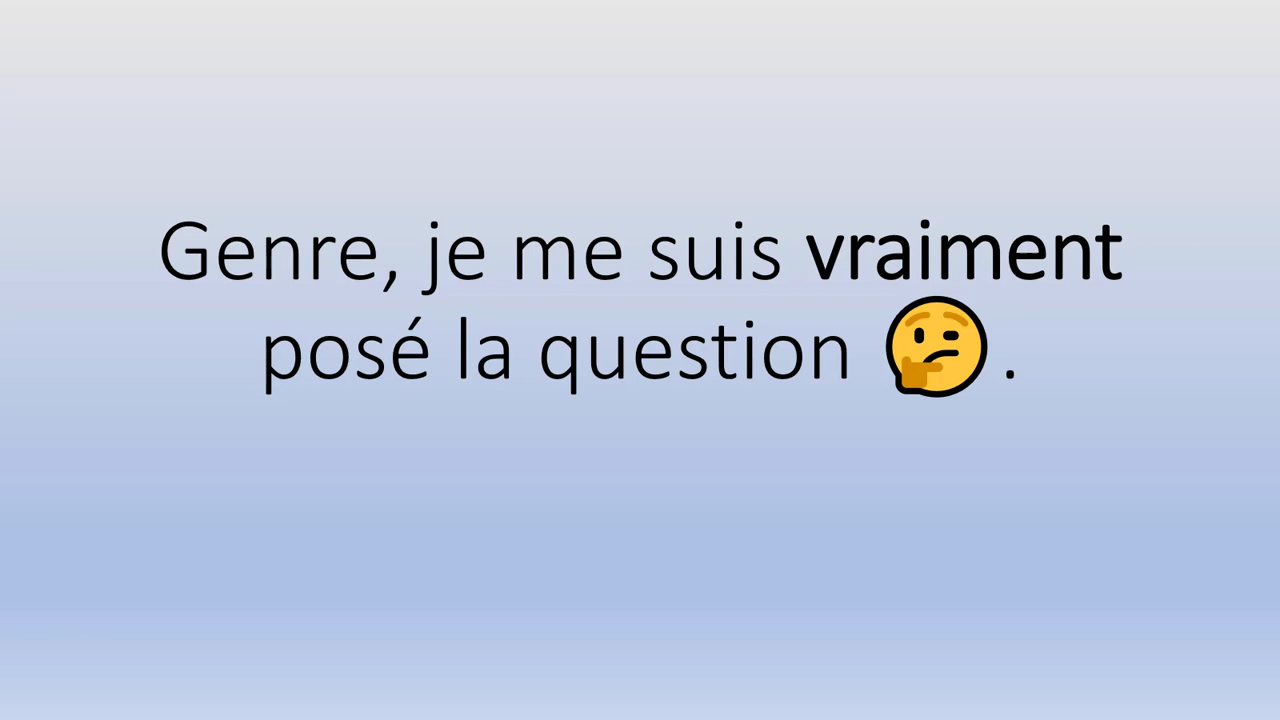 Genre, je me suis vraiment
posé la question 🤔.